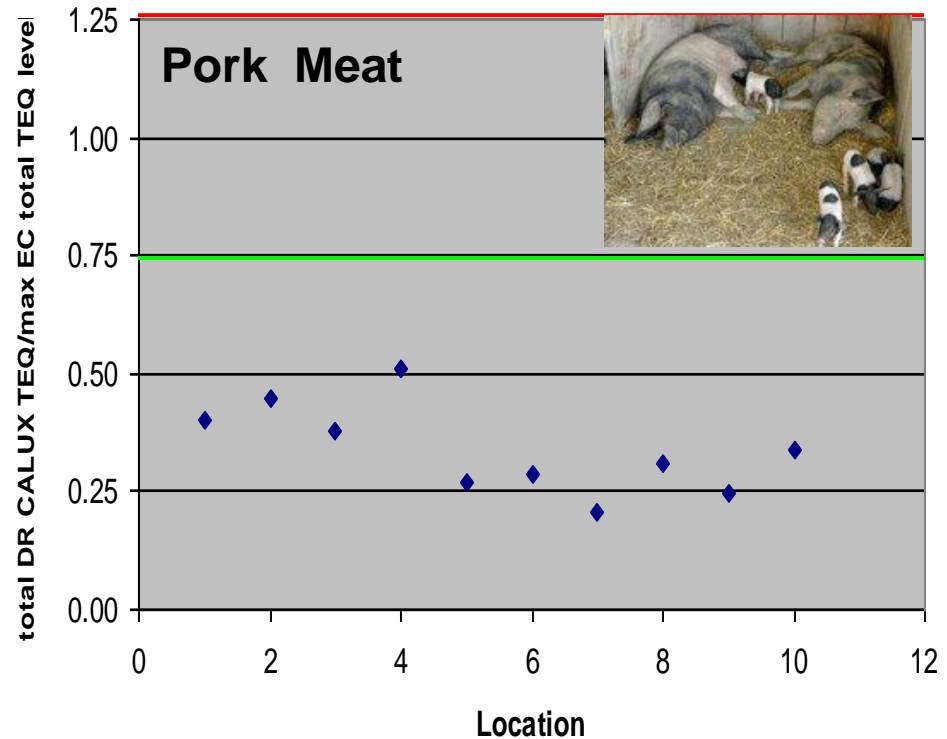 total DR CALUX TEQ/max EC total TEQ level
Pork Meat
1.25
1.00
0.75
0.50
0.25
0.00
0 2 4 6 8 10 12
Location